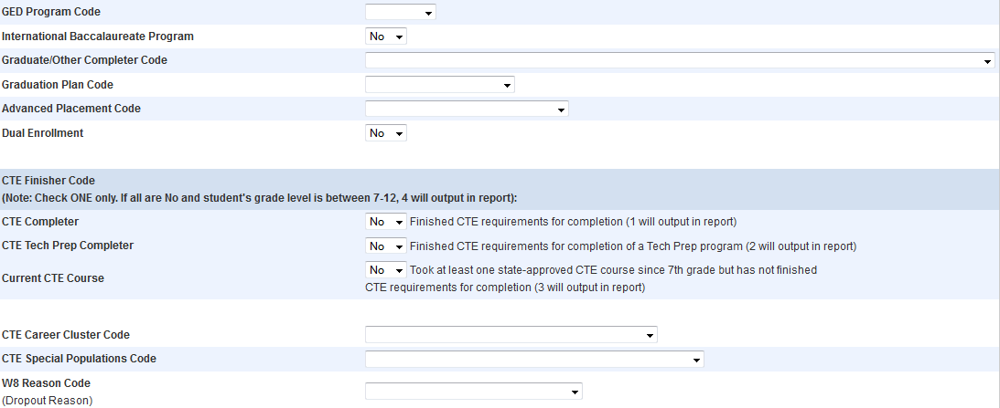 GED Program Code
International Baccalaureate Program No
Graduate/Other Completer Code
Graduation Plan Code
Advanced Placement Code
Dual Enrollment No
CTE Finisher Code
(Note: Check ONE only. If all are No and student's grade level is between 7-12, 4 will output in report):
CTE Completer No Finished CTE requirements for completion (1 will output in report)
CTE Tech Prep Completer No Finished CTE requirements for completion of a Tech Prep program (2 will output in report)
Current CTE Course No Took at least one state-approved CTE course since 7th grade but has not finished
CTE requirements for completion (3 will output in report)
CTE Career Cluster Code
CTE Special Populations Code
W8 Reason Code
(Dropout Reason)